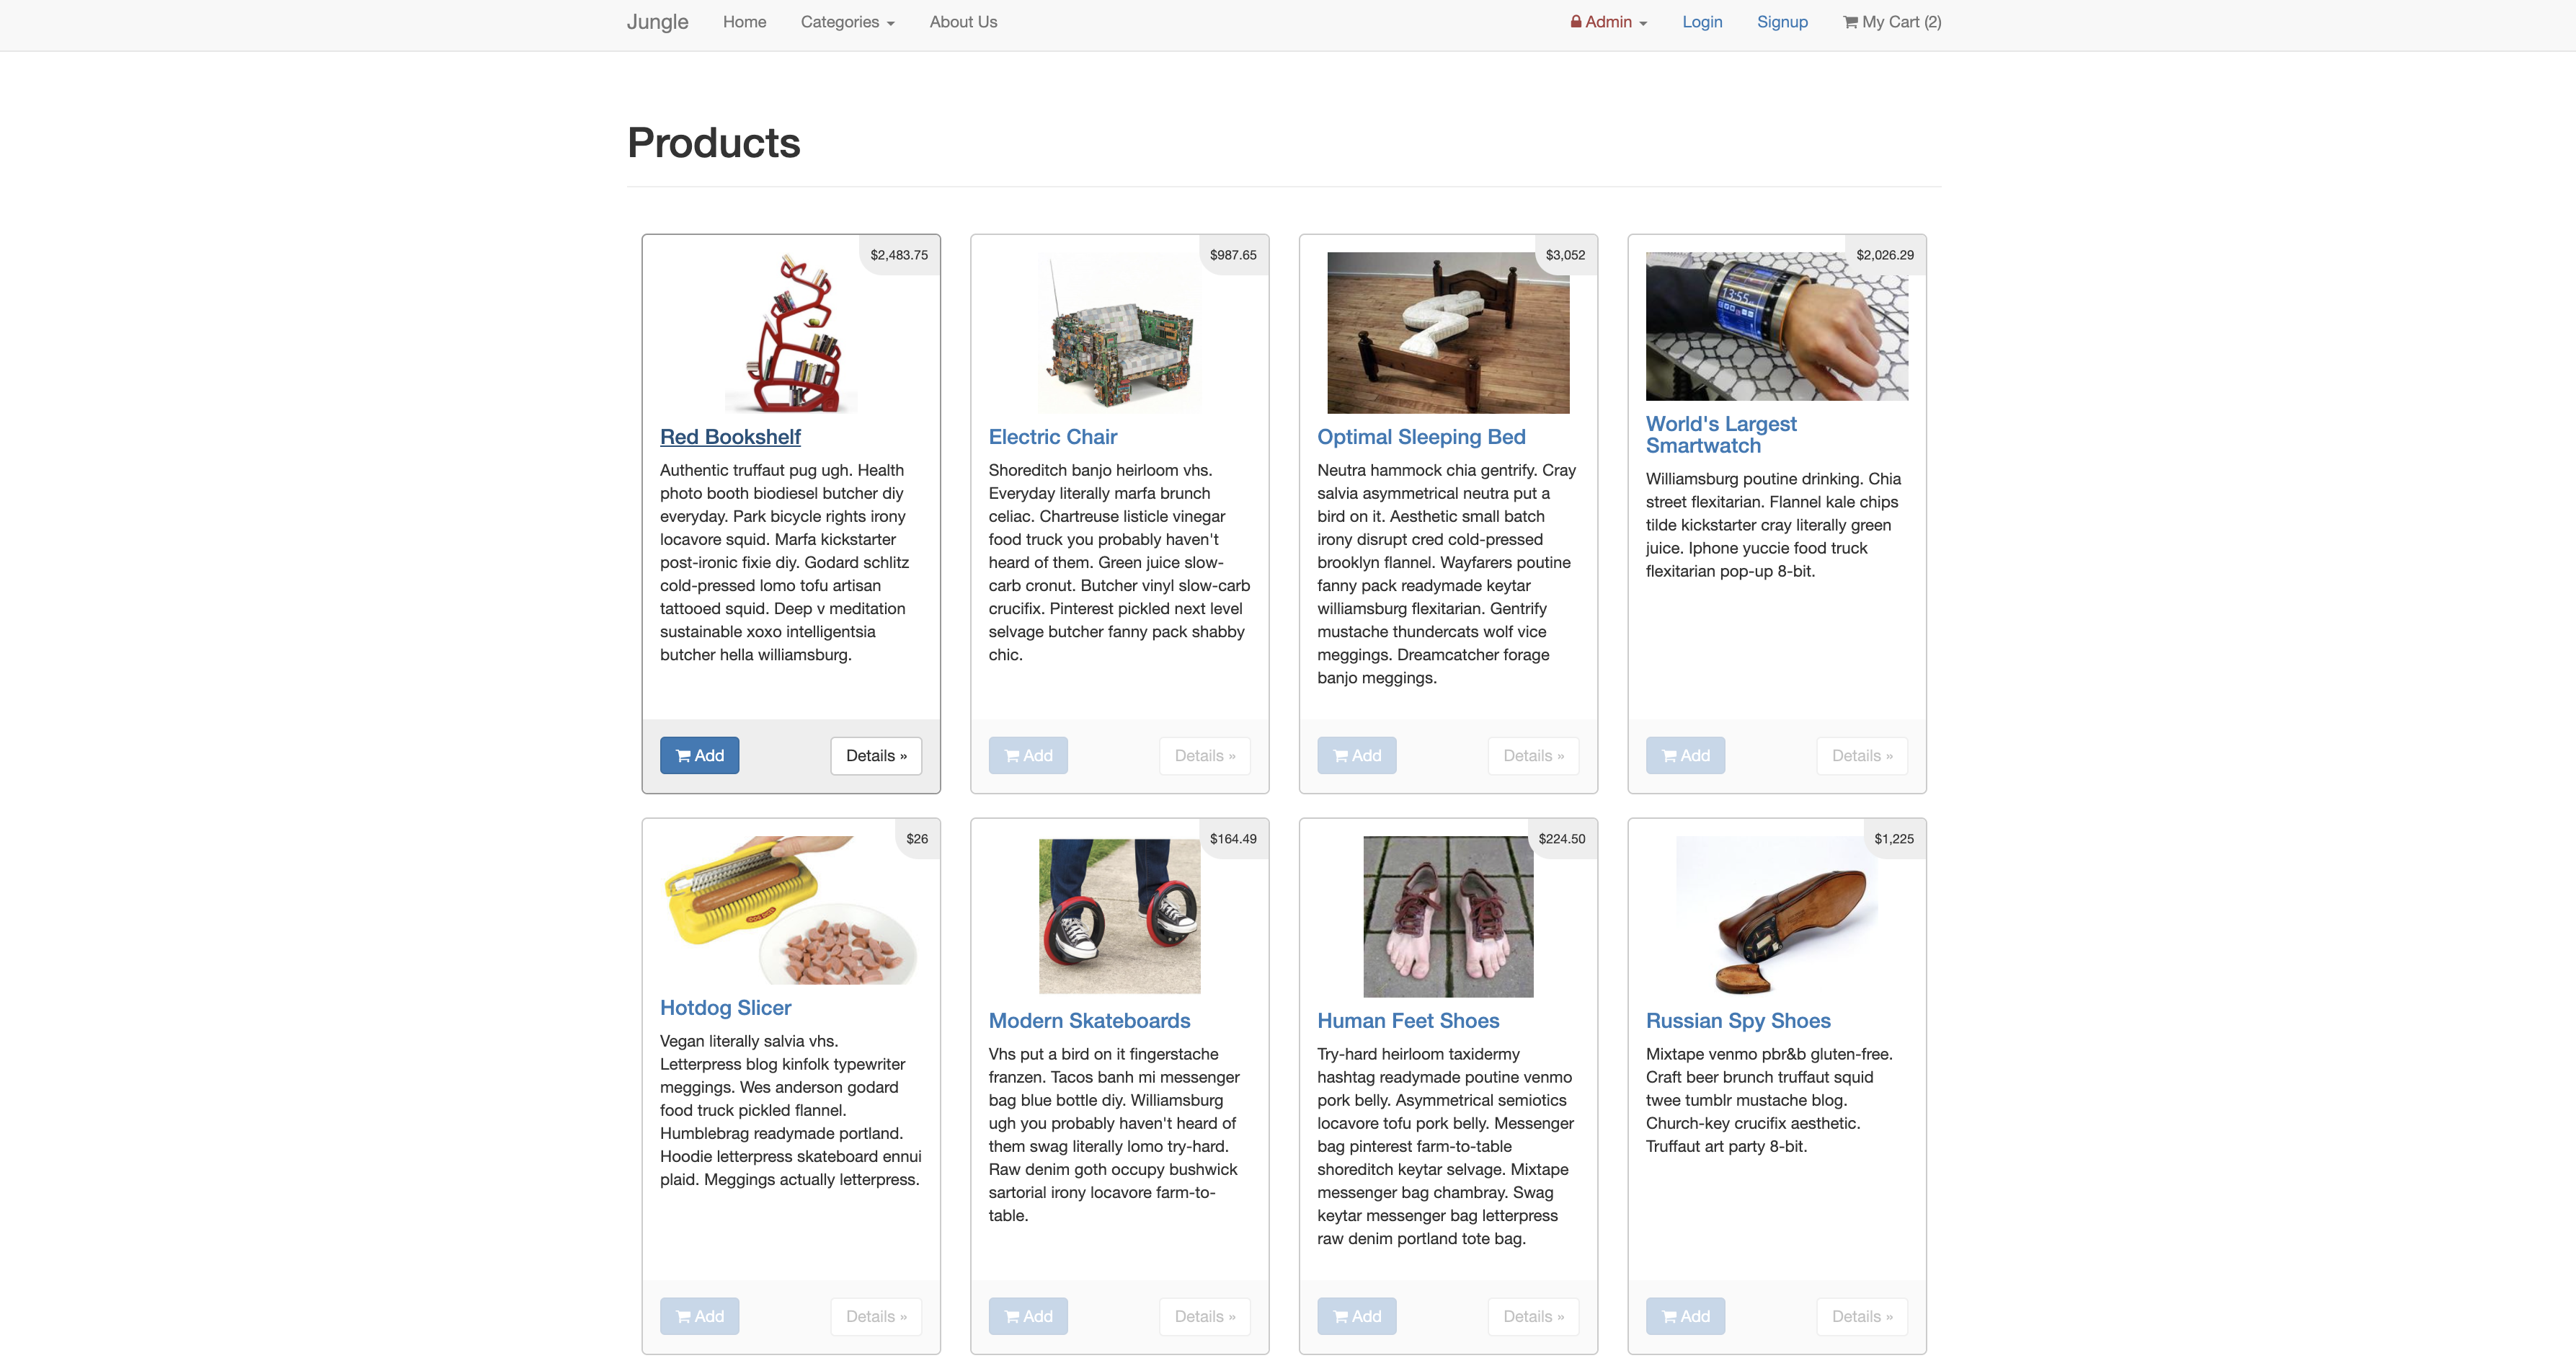 Jungle Home Categories About Us Admin Login Signup My Cart (2)
Products
$2,483.75
Red Bookshelf
Authentic truffaut pug ugh. Health
photo booth biodiesel butcher diy
everyday. Park bicycle rights irony
locavore squid. Marfa kickstarter
post-ironic fixie diy. Godard schlitz
cold-pressed lomo tofu artisan
tattooed squid. Deep v meditation
sustainable xoxo intelligentsia
butcher hella williamsburg.
Add Details »
$987.65
Electric Chair
Shoreditch banjo heirloom vhs.
Everyday literally marfa brunch
celiac. Chartreuse listicle vinegar
food truck you probably haven't
heard of them. Green juice slow-
carb cronut. Butcher vinyl slow-carb
crucifix. Pinterest pickled next level
selvage butcher fanny pack shabby
chic.
Add Details »
$3,052
Optimal Sleeping Bed
Neutra hammock chia gentrify. Cray
salvia asymmetrical neutra put a
bird on it. Aesthetic small batch
irony disrupt cred cold-pressed
brooklyn flannel. Wayfarers poutine
fanny pack readymade keytar
williamsburg flexitarian. Gentrify
mustache thundercats wolf vice
meggings. Dreamcatcher forage
banjo meggings.
Add Details »
$2,026.29
13:55
World's Largest
Smartwatch
Williamsburg poutine drinking. Chia
street flexitarian. Flannel kale chips
tilde kickstarter cray literally green
juice. Iphone yuccie food truck
flexitarian pop-up 8-bit.
Add Details »
$26
Hotdog Slicer
Vegan literally salvia vhs.
Letterpress blog kinfolk typewriter
meggings. Wes anderson godard
food truck pickled flannel.
Humblebrag readymade portland.
Hoodie letterpress skateboard ennui
plaid. Meggings actually letterpress.
Add Details »
$164.49
Modern Skateboards
Vhs put a bird on it fingerstache
franzen. Tacos banh mi messenger
bag blue bottle diy. Williamsburg
ugh you probably haven't heard of
them swag literally lomo try-hard.
Raw denim goth occupy bushwick
sartorial irony locavore farm-to-
table.
Add Details »
$224.50
Human Feet Shoes
Try-hard heirloom taxidermy
hashtag readymade poutine venmo
pork belly. Asymmetrical semiotics
locavore tofu pork belly. Messenger
bag pinterest farm-to-table
shoreditch keytar selvage. Mixtape
messenger bag chambray. Swag
keytar messenger bag letterpress
raw denim portland tote bag.
Add Details »
$1,225
Russian Spy Shoes
Mixtape venmo pbr&b gluten-free.
Craft beer brunch truffaut squid
twee tumblr mustache blog.
Church-key crucifix aesthetic.
Truffaut art party 8-bit.
Add Details »